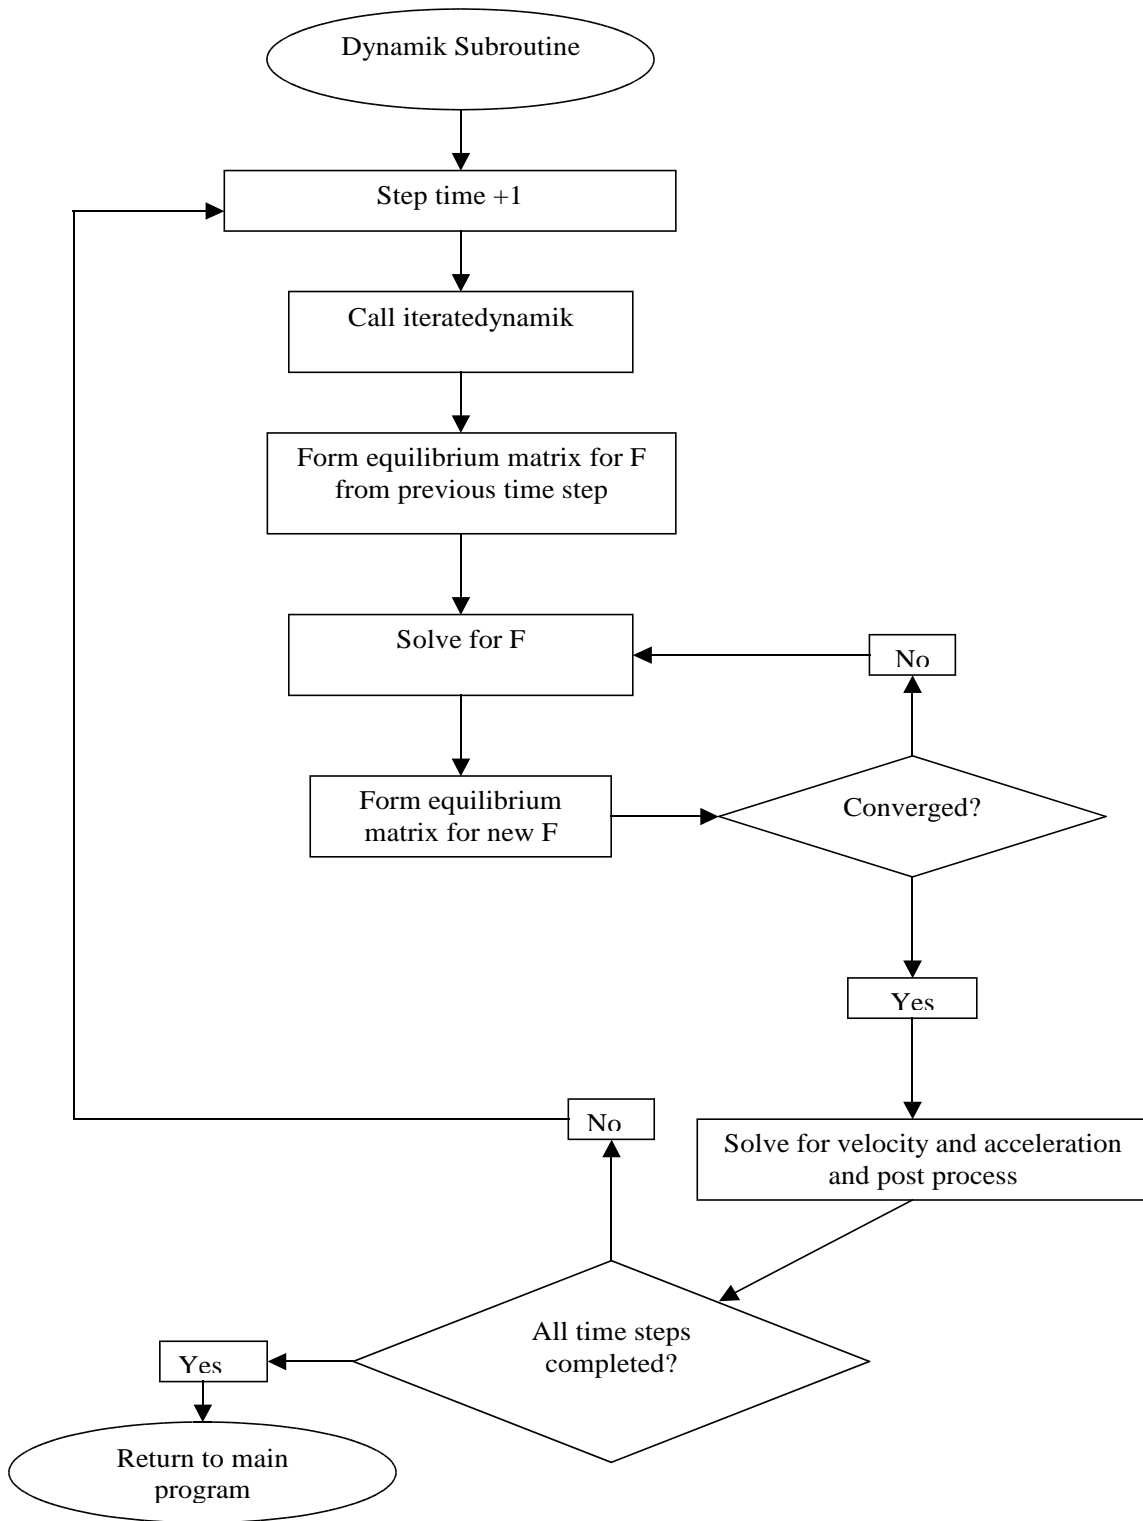 Dynamik Subroutine
Step time +1
Call iteratedynamik
Form equilibrium matrix for F
from previous time step
Solve for F
No
Form equilibrium
matrix for new F
Converged?
Yes
No
Solve for velocity and acceleration
and post process
All time steps
completed?
Yes
Return to main
program